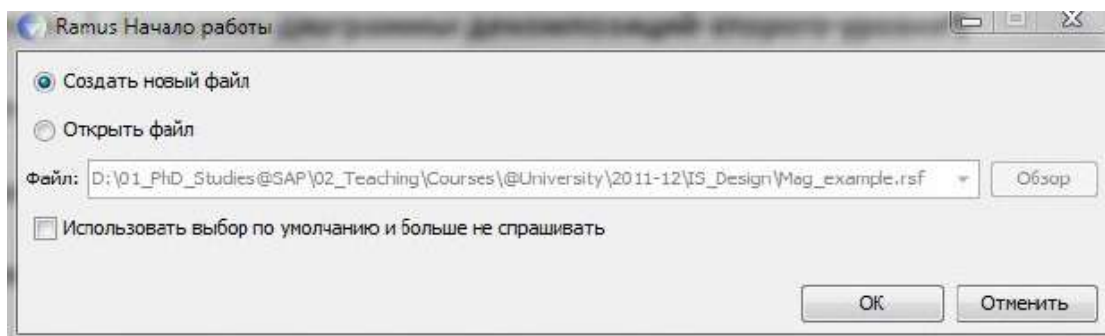 Ramus Начало работы
Создать новый файл
Открыть файл
Файл: D:\01_PhD_Studies@SAP\02_Teaching\Courses\@University\2011-12\IS_Design\Mag_example.rsf Обзор
Использовать выбор по умолчанию и больше не спрашивать
OK Отменить